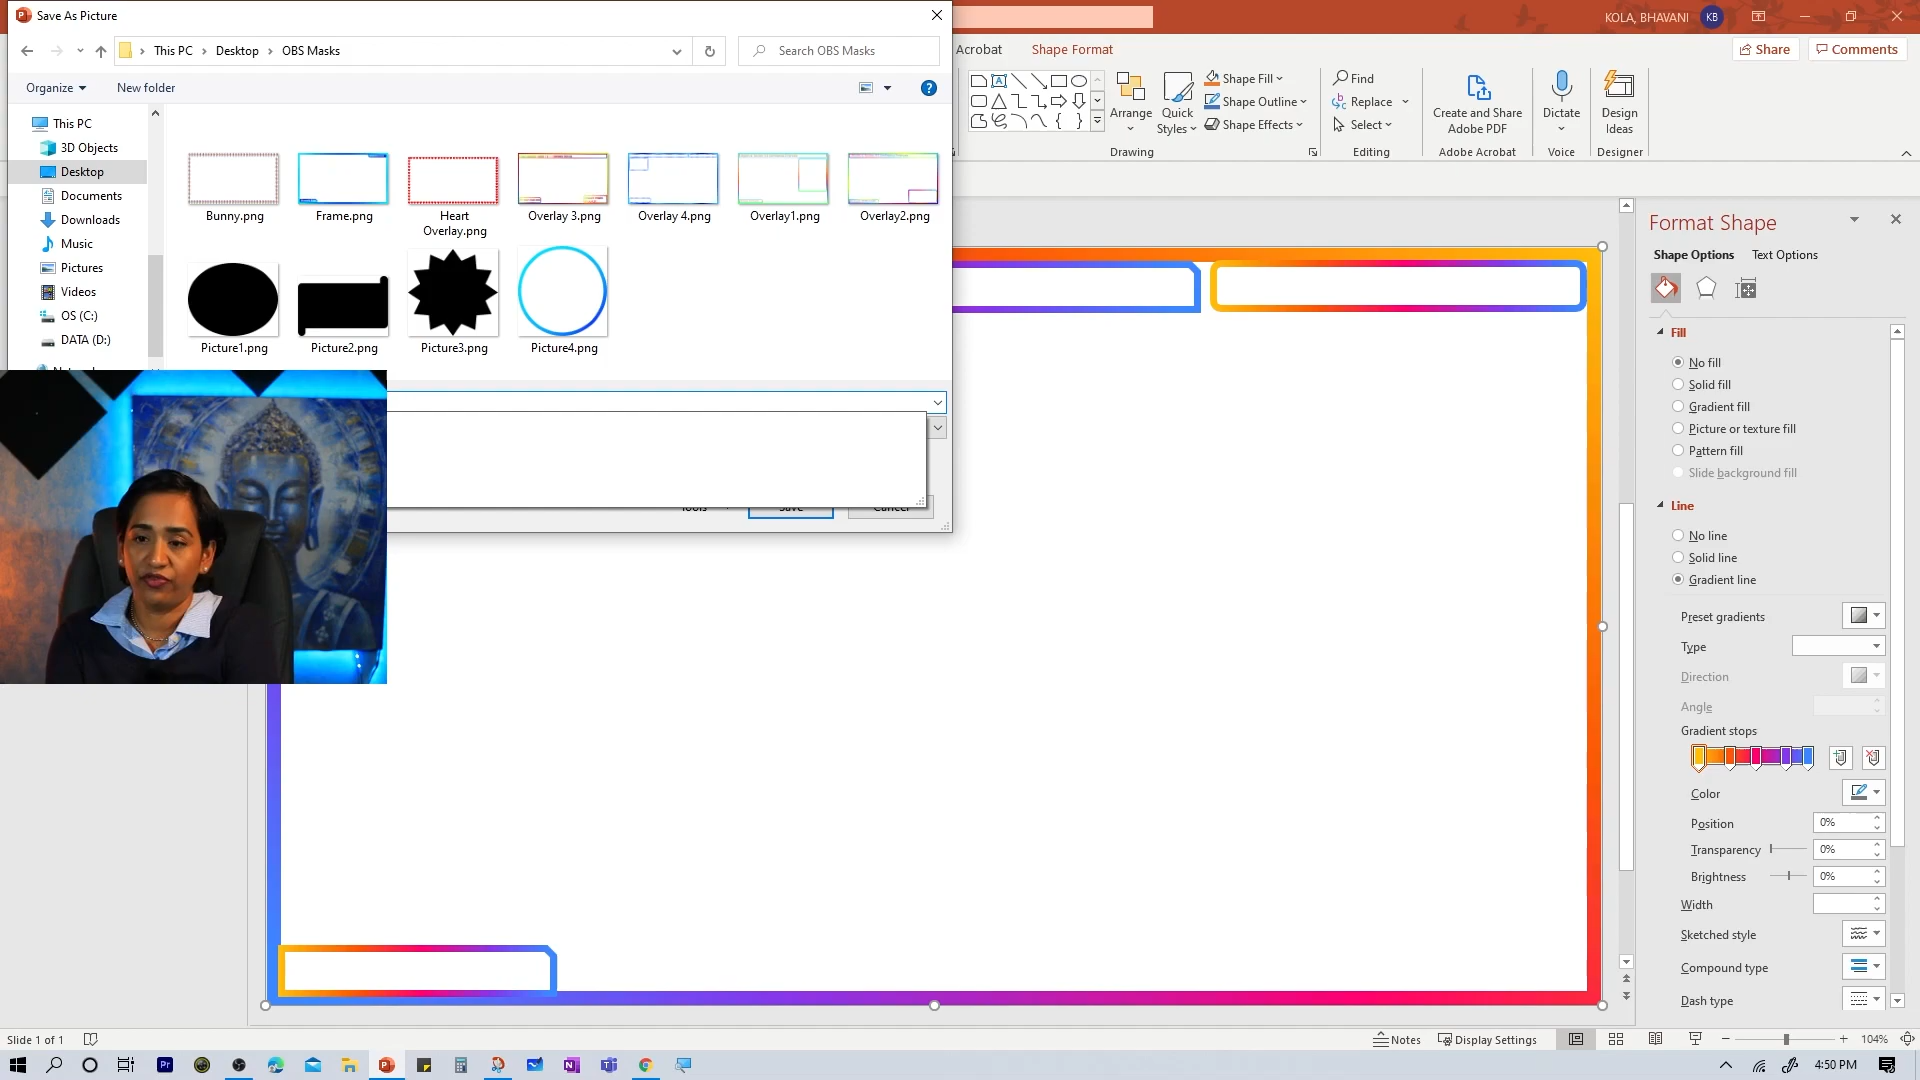 Save As Picture
This PC
Desktop
OBS Masks
Search OBS Masks
Organize
New folder
This PC
3D Objects
Desktop
Documents
Downloads
Music
Pictures
Videos
OS (C:)
DATA (D:)
Bunny.png
Frame.png
Heart
Overlay.png
Overlay 3.png
Overlay 4.png
Overlay1.png
Overlay2.png
Picture1.png
Picture2.png
Picture3.png
Picture4.png
Tools
Save
Cancel
KOLA, BHAVANI
KB
Acrobat
Shape Format
Share
Comments
Shape Fill
Shape Outline
Shape Effects
Arrange
Quick
Styles
Drawing
Find
Replace
Select
Editing
Create and Share
Adobe PDF
Adobe Acrobat
Dictate
Voice
Design
Ideas
Designer
Format Shape
Shape Options
Text Options
Fill
No fill
Solid fill
Gradient fill
Picture or texture fill
Pattern fill
Slide background fill
Line
No line
Solid line
Gradient line
Preset gradients
Type
Direction
Angle
Gradient stops
Color
Position
0%
Transparency
0%
Brightness
0%
Width
Sketched style
Compound type
Dash type
Slide 1 of 1
Notes
Display Settings
104%
4:50 PM